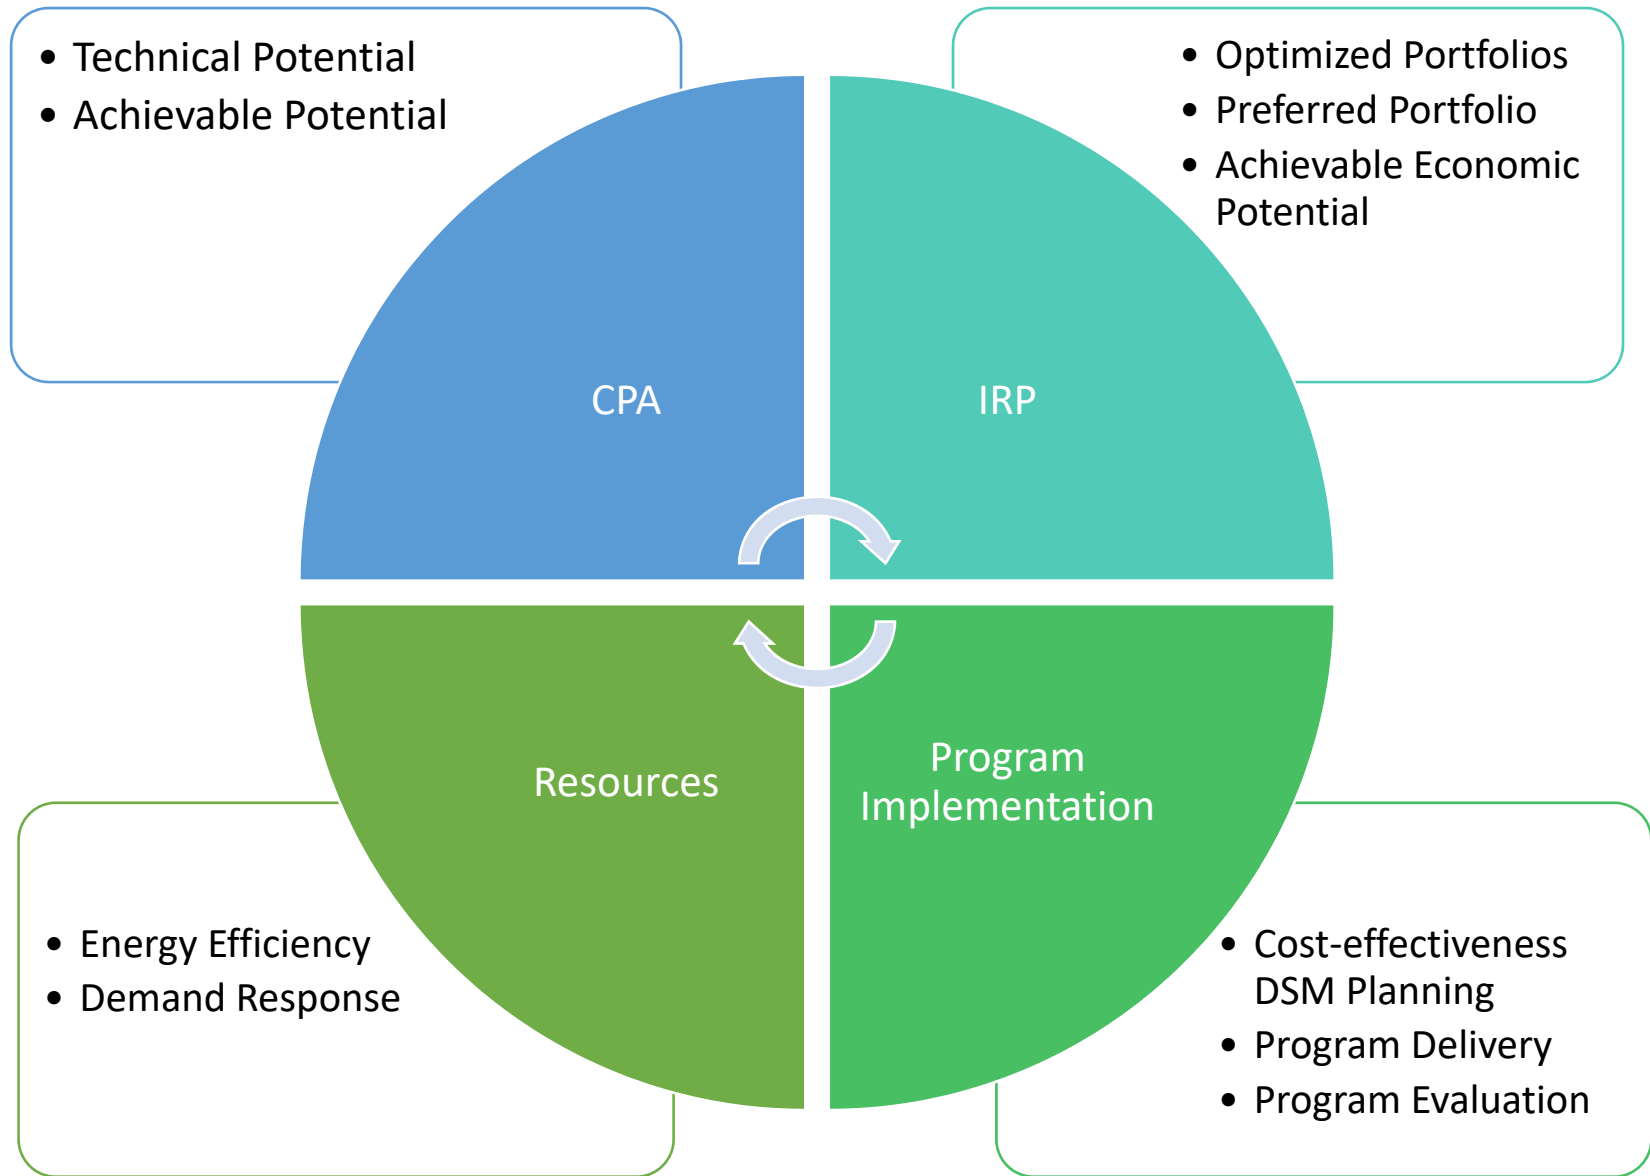 • Technical Potential
• Achievable Potential
• Optimized Portfolios
• Preferred Portfolio
• Achievable Economic
Potential
CPA
IRP
Resources
Program
Implementation
• Energy Efficiency
• Demand Response
• Cost-effectiveness
DSM Planning
• Program Delivery
• Program Evaluation